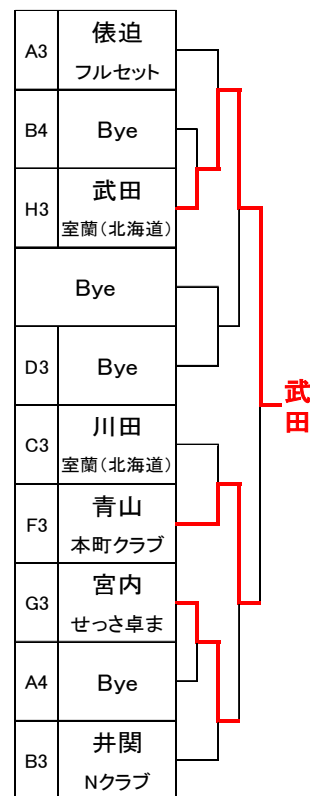 A3
俵迫
フルセット
B4
Bye
H3
武田
室蘭(北海道)
Bye
D3
Bye
C3
川田
室蘭(北海道)
F3
青山
本町クラブ
G3
宮内
せっさ卓ま
A4
Bye
B3
井関
Nクラブ
武田